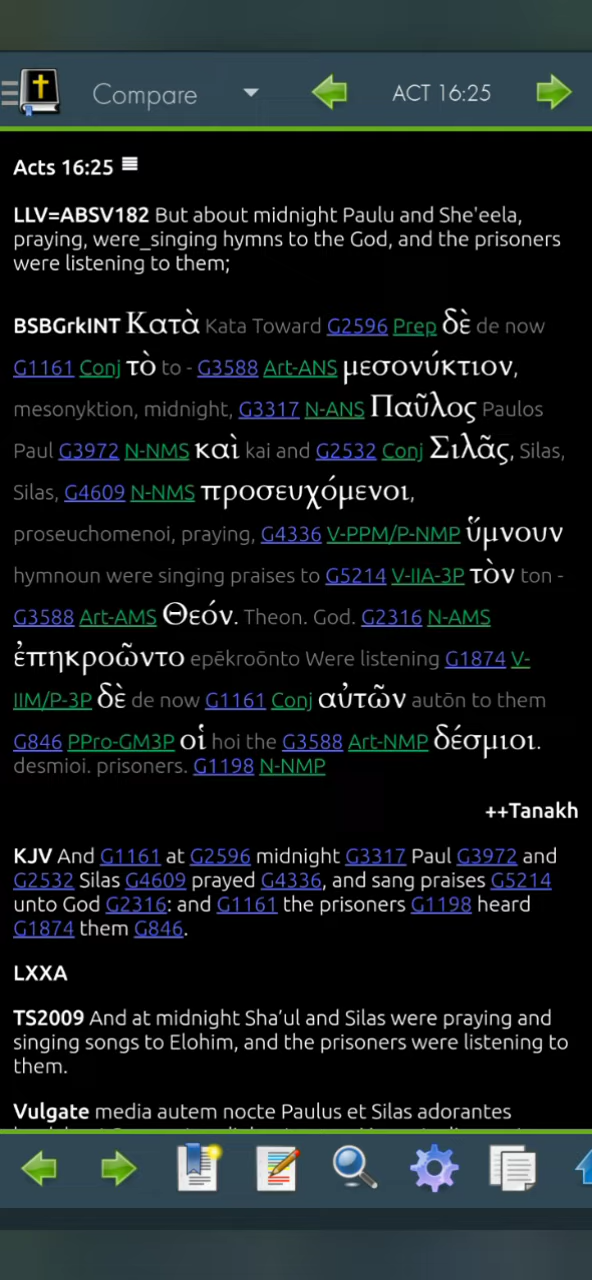 Compare
ACT 16:25
Acts 16:25
LLV=ABSV182 But about midnight Paulu and She'eela,
praying, were_singing hymns to the God, and the prisoners
were listening to them;
BSBGrkINT Κατὰ Kata Toward G2596 Prep δὲ de now
G1161 Conj τὸ to - G3588 Art-ANS μεσονύκτιον,
mesonyktion, midnight, G3317 N-ANS Παῦλος Paulos
Paul G3972 N-NMS καὶ kai and G2532 Conj Σιλᾶς, Silas,
Silas, G4609 N-NMS προσευχόμενοι,
proseuchomenoi, praying, G4336 V-PPM/P-NMP ὕμνουν
hymnoun were singing praises to G5214 V-IIA-3P τὸν ton -
G3588 Art-AMS Θεόν. Theon. God. G2316 N-AMS
ἐπηκροῶντο epēkroōnto Were listening G1874 V-
IIM/P-3P δὲ de now G1161 Conj αὐτῶν autōn to them
G846 PPro-GM3P οἱ hoi the G3588 Art-NMP δέσμιοι.
desmioi. prisoners. G1198 N-NMP
++Tanakh
KJV And G1161 at G2596 midnight G3317 Paul G3972 and
G2532 Silas G4609 prayed G4336, and sang praises G5214
unto God G2316: and G1161 the prisoners G1198 heard
G1874 them G846.
LXXA
TS2009 And at midnight Sha’ul and Silas were praying and
singing songs to Elohim, and the prisoners were listening to
them.
Vulgate media autem nocte Paulus et Silas adorantes